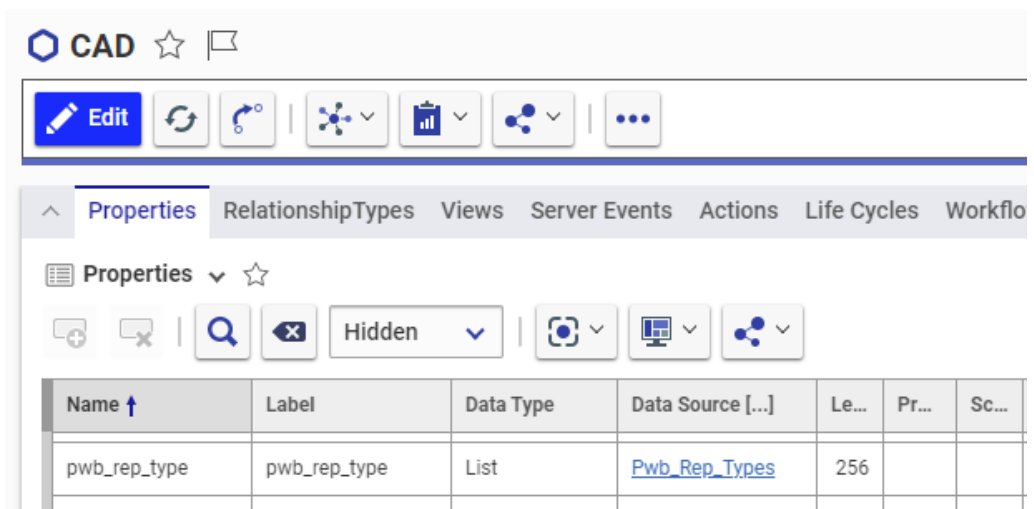 CAD
Edit
Properties RelationshipTypes Views Server Events Actions Life Cycles Workflo
Properties
Hidden
Name Label Data Type Data Source [...] Le... Pr... Sc...
pwb_rep_type pwb_rep_type List Pwb_Rep_Types 256